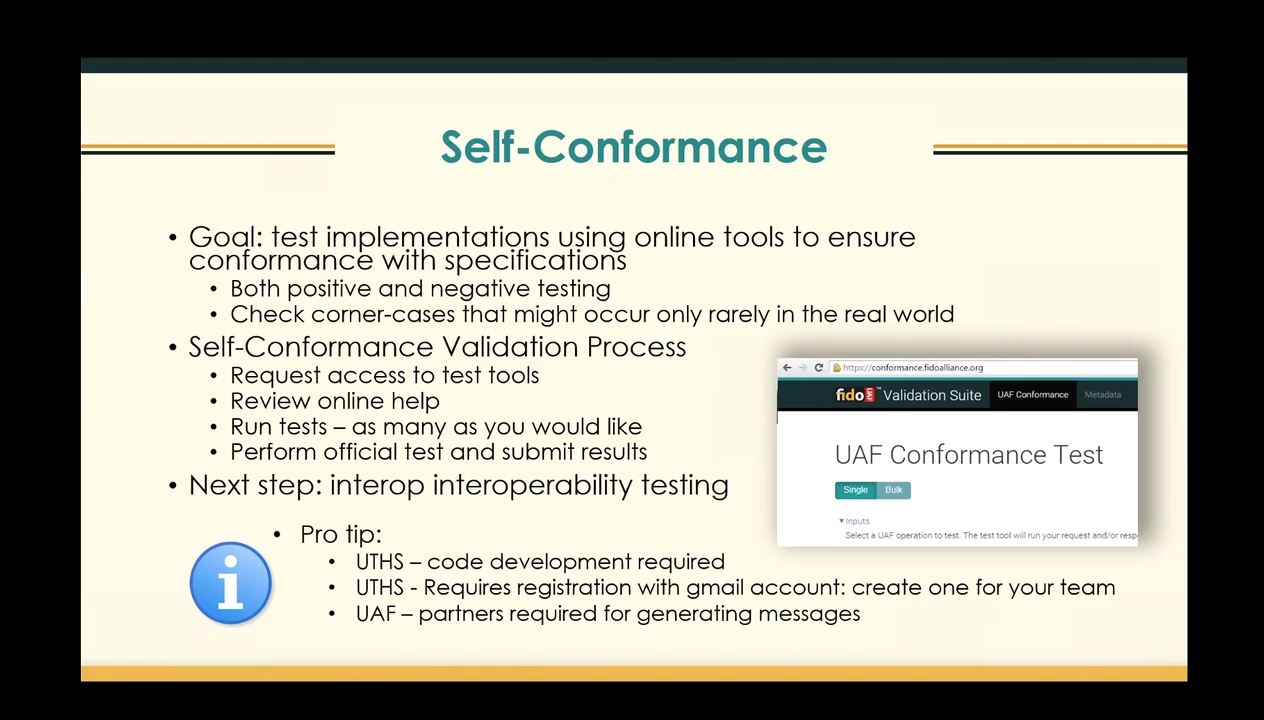 Self-Conformance
• Goal: test implementations using online tools to ensure
conformance with specifications
• Both positive and negative testing
• Check corner-cases that might occur only rarely in the real world
• Self-Conformance Validation Process
• Request access to test tools
• Review online help
• Run tests – as many as you would like
• Perform official test and submit results
• Next step: interop interoperability testing
• Pro tip:
• UTHS – code development required
• UTHS - Requires registration with gmail account: create one for your team
• UAF – partners required for generating messages
i
https://conformance.fidoalliance.org
fido UAF ™ Validation Suite UAF Conformance Metadata
UAF Conformance Test
Single Bulk
Inputs
Select a UAF operation to test. The test tool will run your request and/or resp